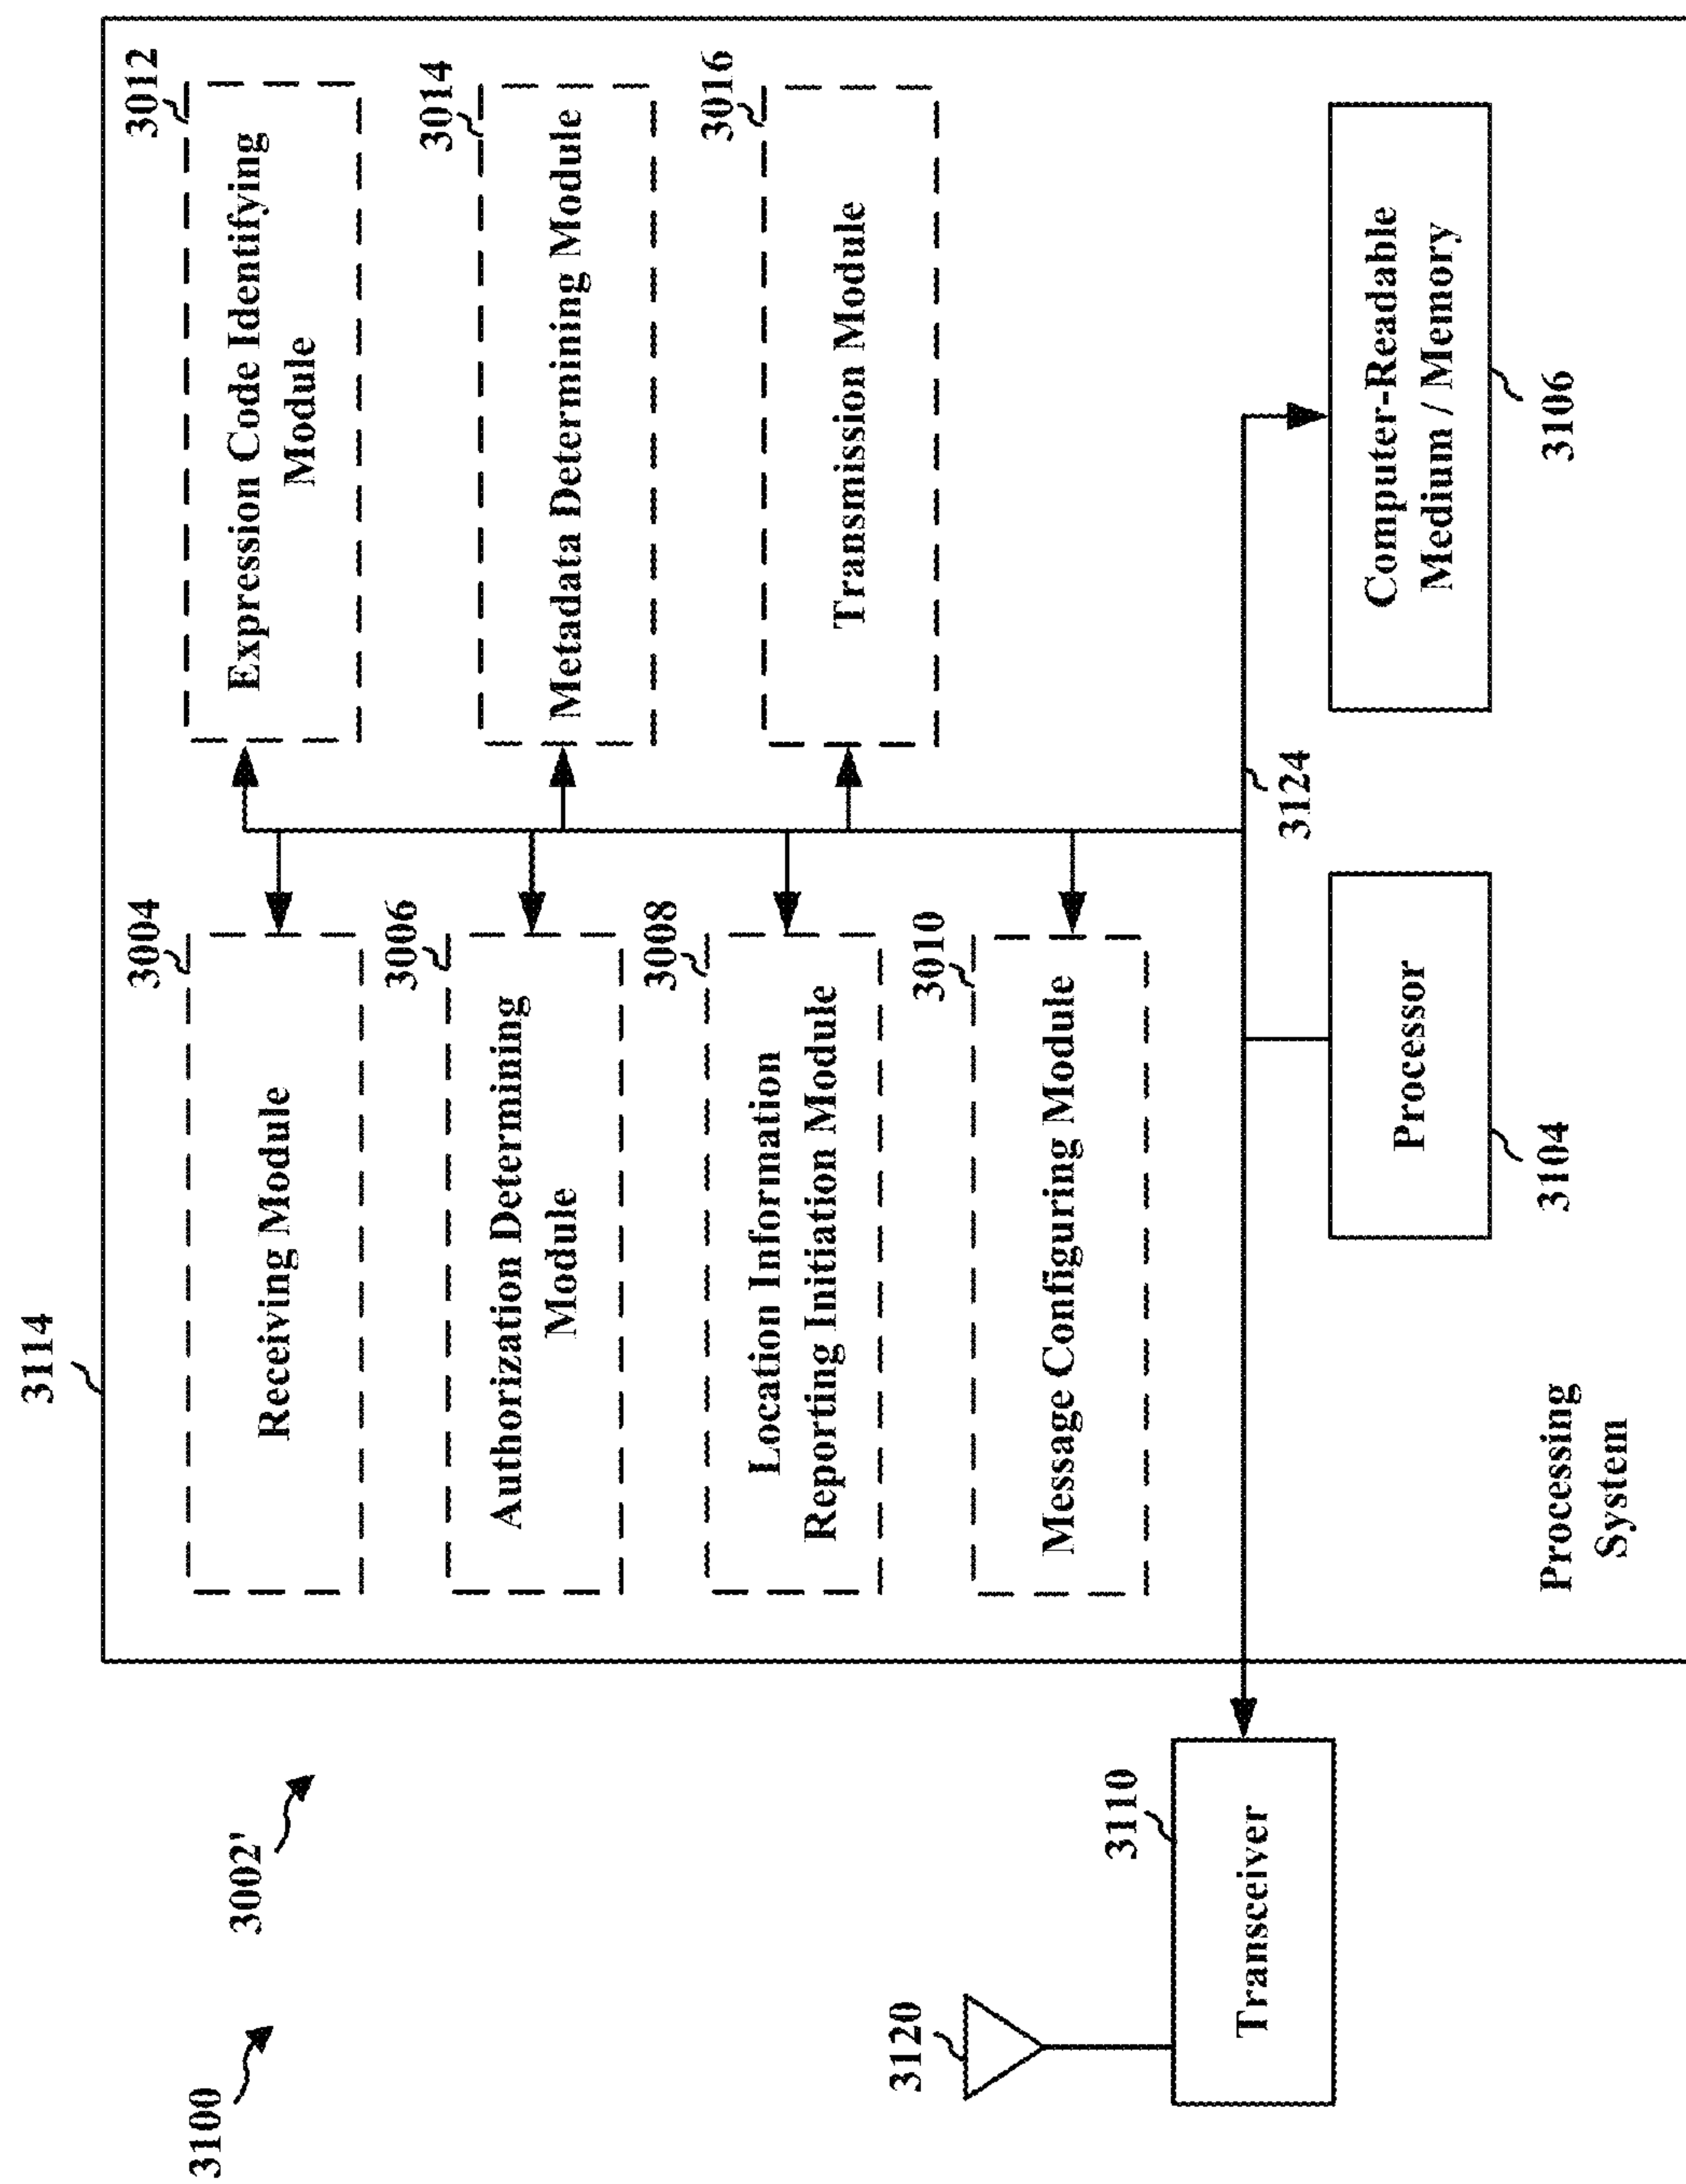 3100
3002'
3114
3004
Receiving Module
3006
Authorization Determining
Module
3008
Location Information
Reporting Initiation Module
3010
Message Configuring Module
3012
Expression Code Identifying
Module
3014
Metadata Determining Module
3016
Transmission Module
3120
3110
Transceiver
3124
Processor
3104
Computer-Readable
Medium / Memory
3106
Processing
System